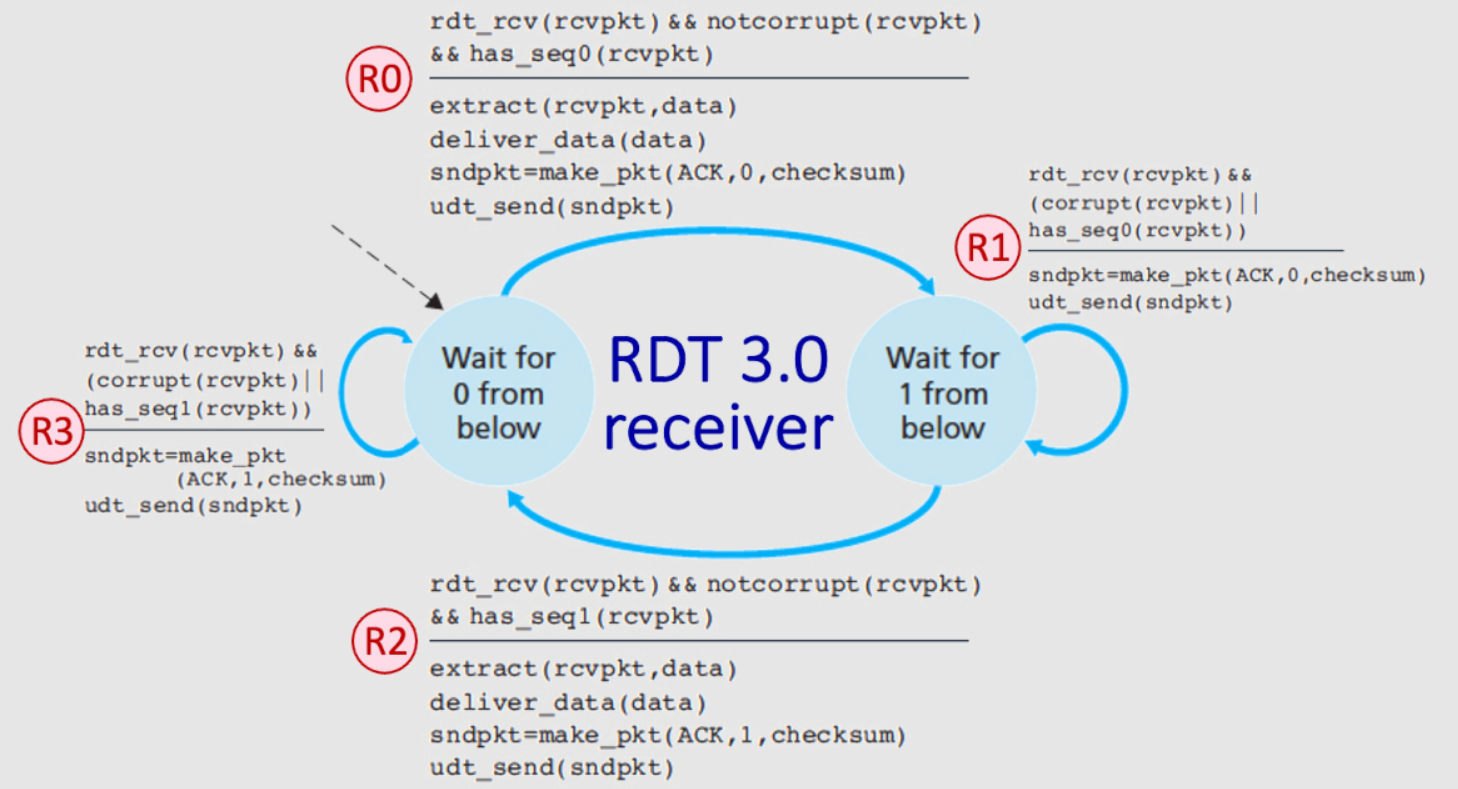 rdt_rcv(rcvpkt) && notcorrupt(rcvpkt)
&& has_seq0(rcvpkt)
R0
extract(rcvpkt,data)
deliver_data(data)
sndpkt=make_pkt(ACK,0,checksum)
udt_send(sndpkt)
rdt_rcv(rcvpkt) &&
(corrupt(rcvpkt)||
has_seq0(rcvpkt))
R1
sndpkt=make_pkt(ACK,0,checksum)
udt_send(sndpkt)
Wait for
0 from
below
RDT 3.0
receiver
Wait for
1 from
below
rdt_rcv(rcvpkt) &&
(corrupt(rcvpkt)||
has_seq1(rcvpkt))
R3
sndpkt=make_pkt
(ACK,1,checksum)
udt_send(sndpkt)
rdt_rcv(rcvpkt) && notcorrupt(rcvpkt)
&& has_seq1(rcvpkt)
R2
extract(rcvpkt,data)
deliver_data(data)
sndpkt=make_pkt(ACK,1,checksum)
udt_send(sndpkt)